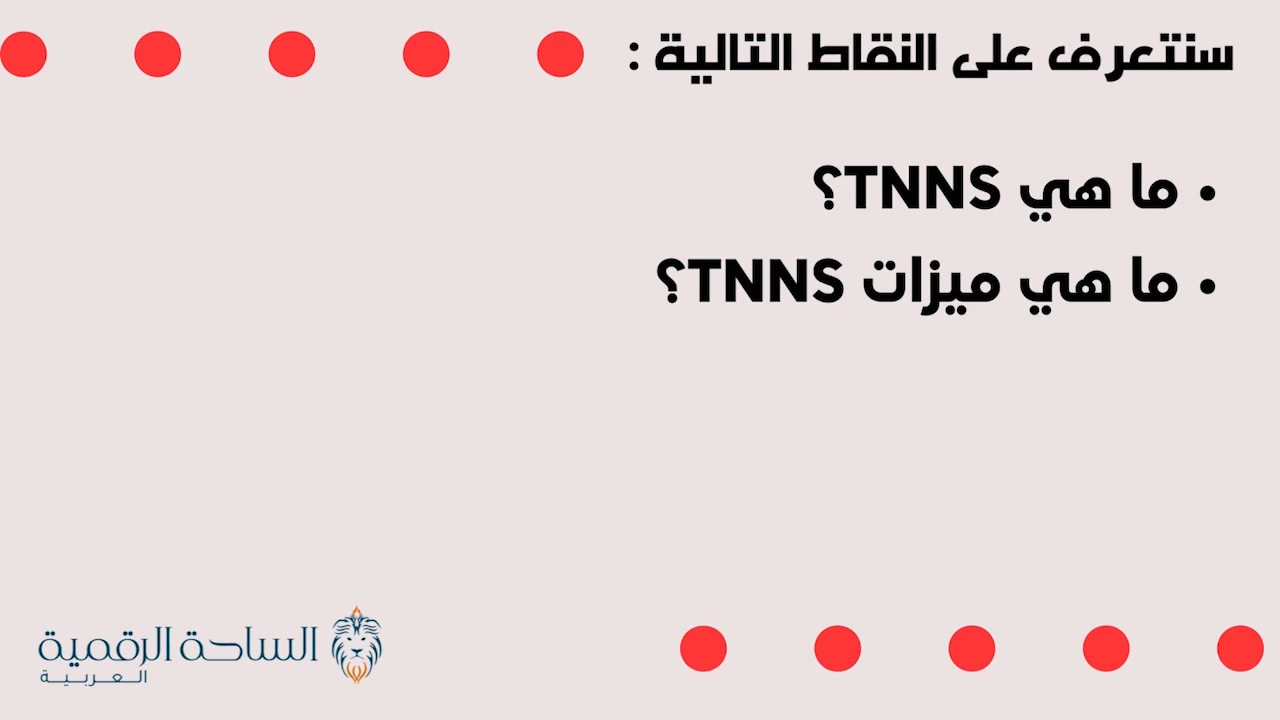 سنتعرف على النقاط التالية :
• ما هي TNNS؟
• ما هي ميزات TNNS؟
الساحة الرقمية
العربية